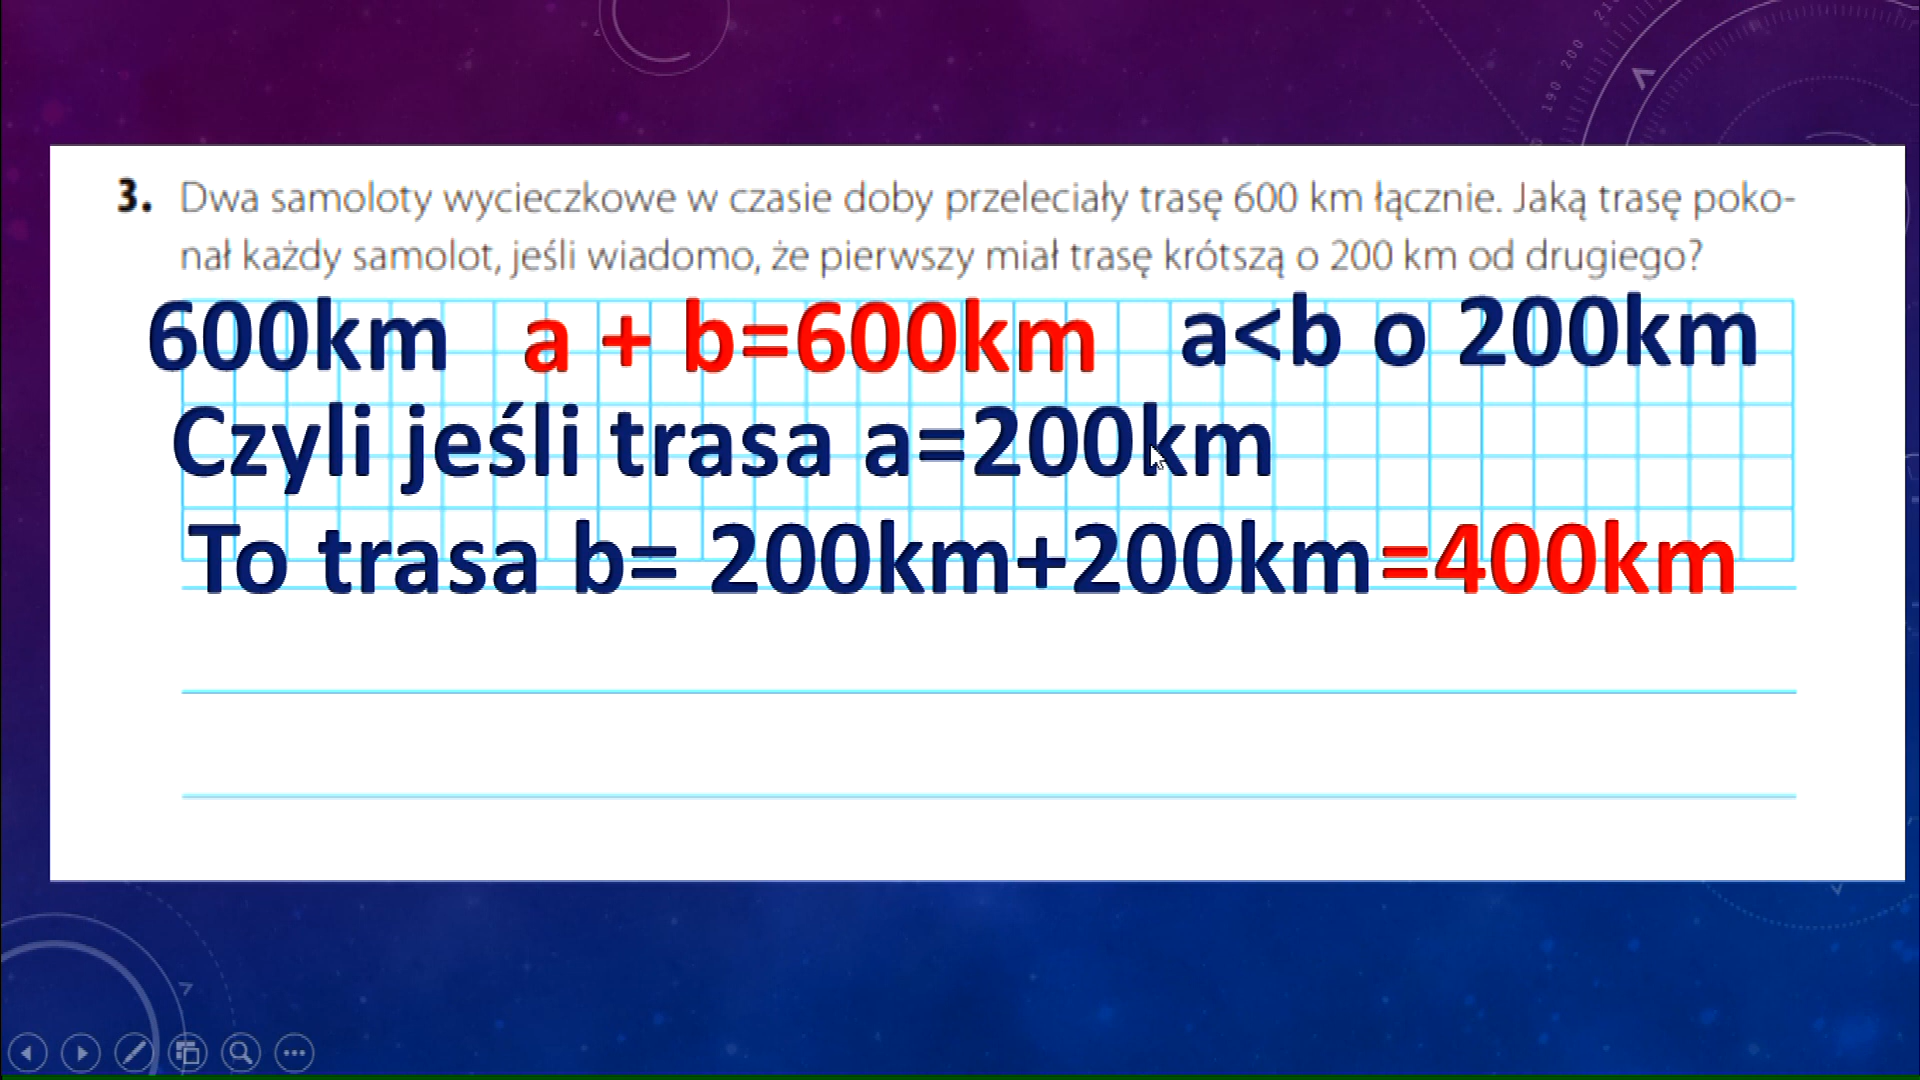 3. Dwa samoloty wycieczkowe w czasie doby przeleciały trasę 600 km łącznie. Jaką trasę poko-
nał każdy samolot, jeśli wiadomo, że pierwszy miał trasę krótszą o 200 km od drugiego?
600km a + b=600km a<b o 200km
Czyli jeśli trasa a=200km
To trasa b= 200km+200km=400km
190 200